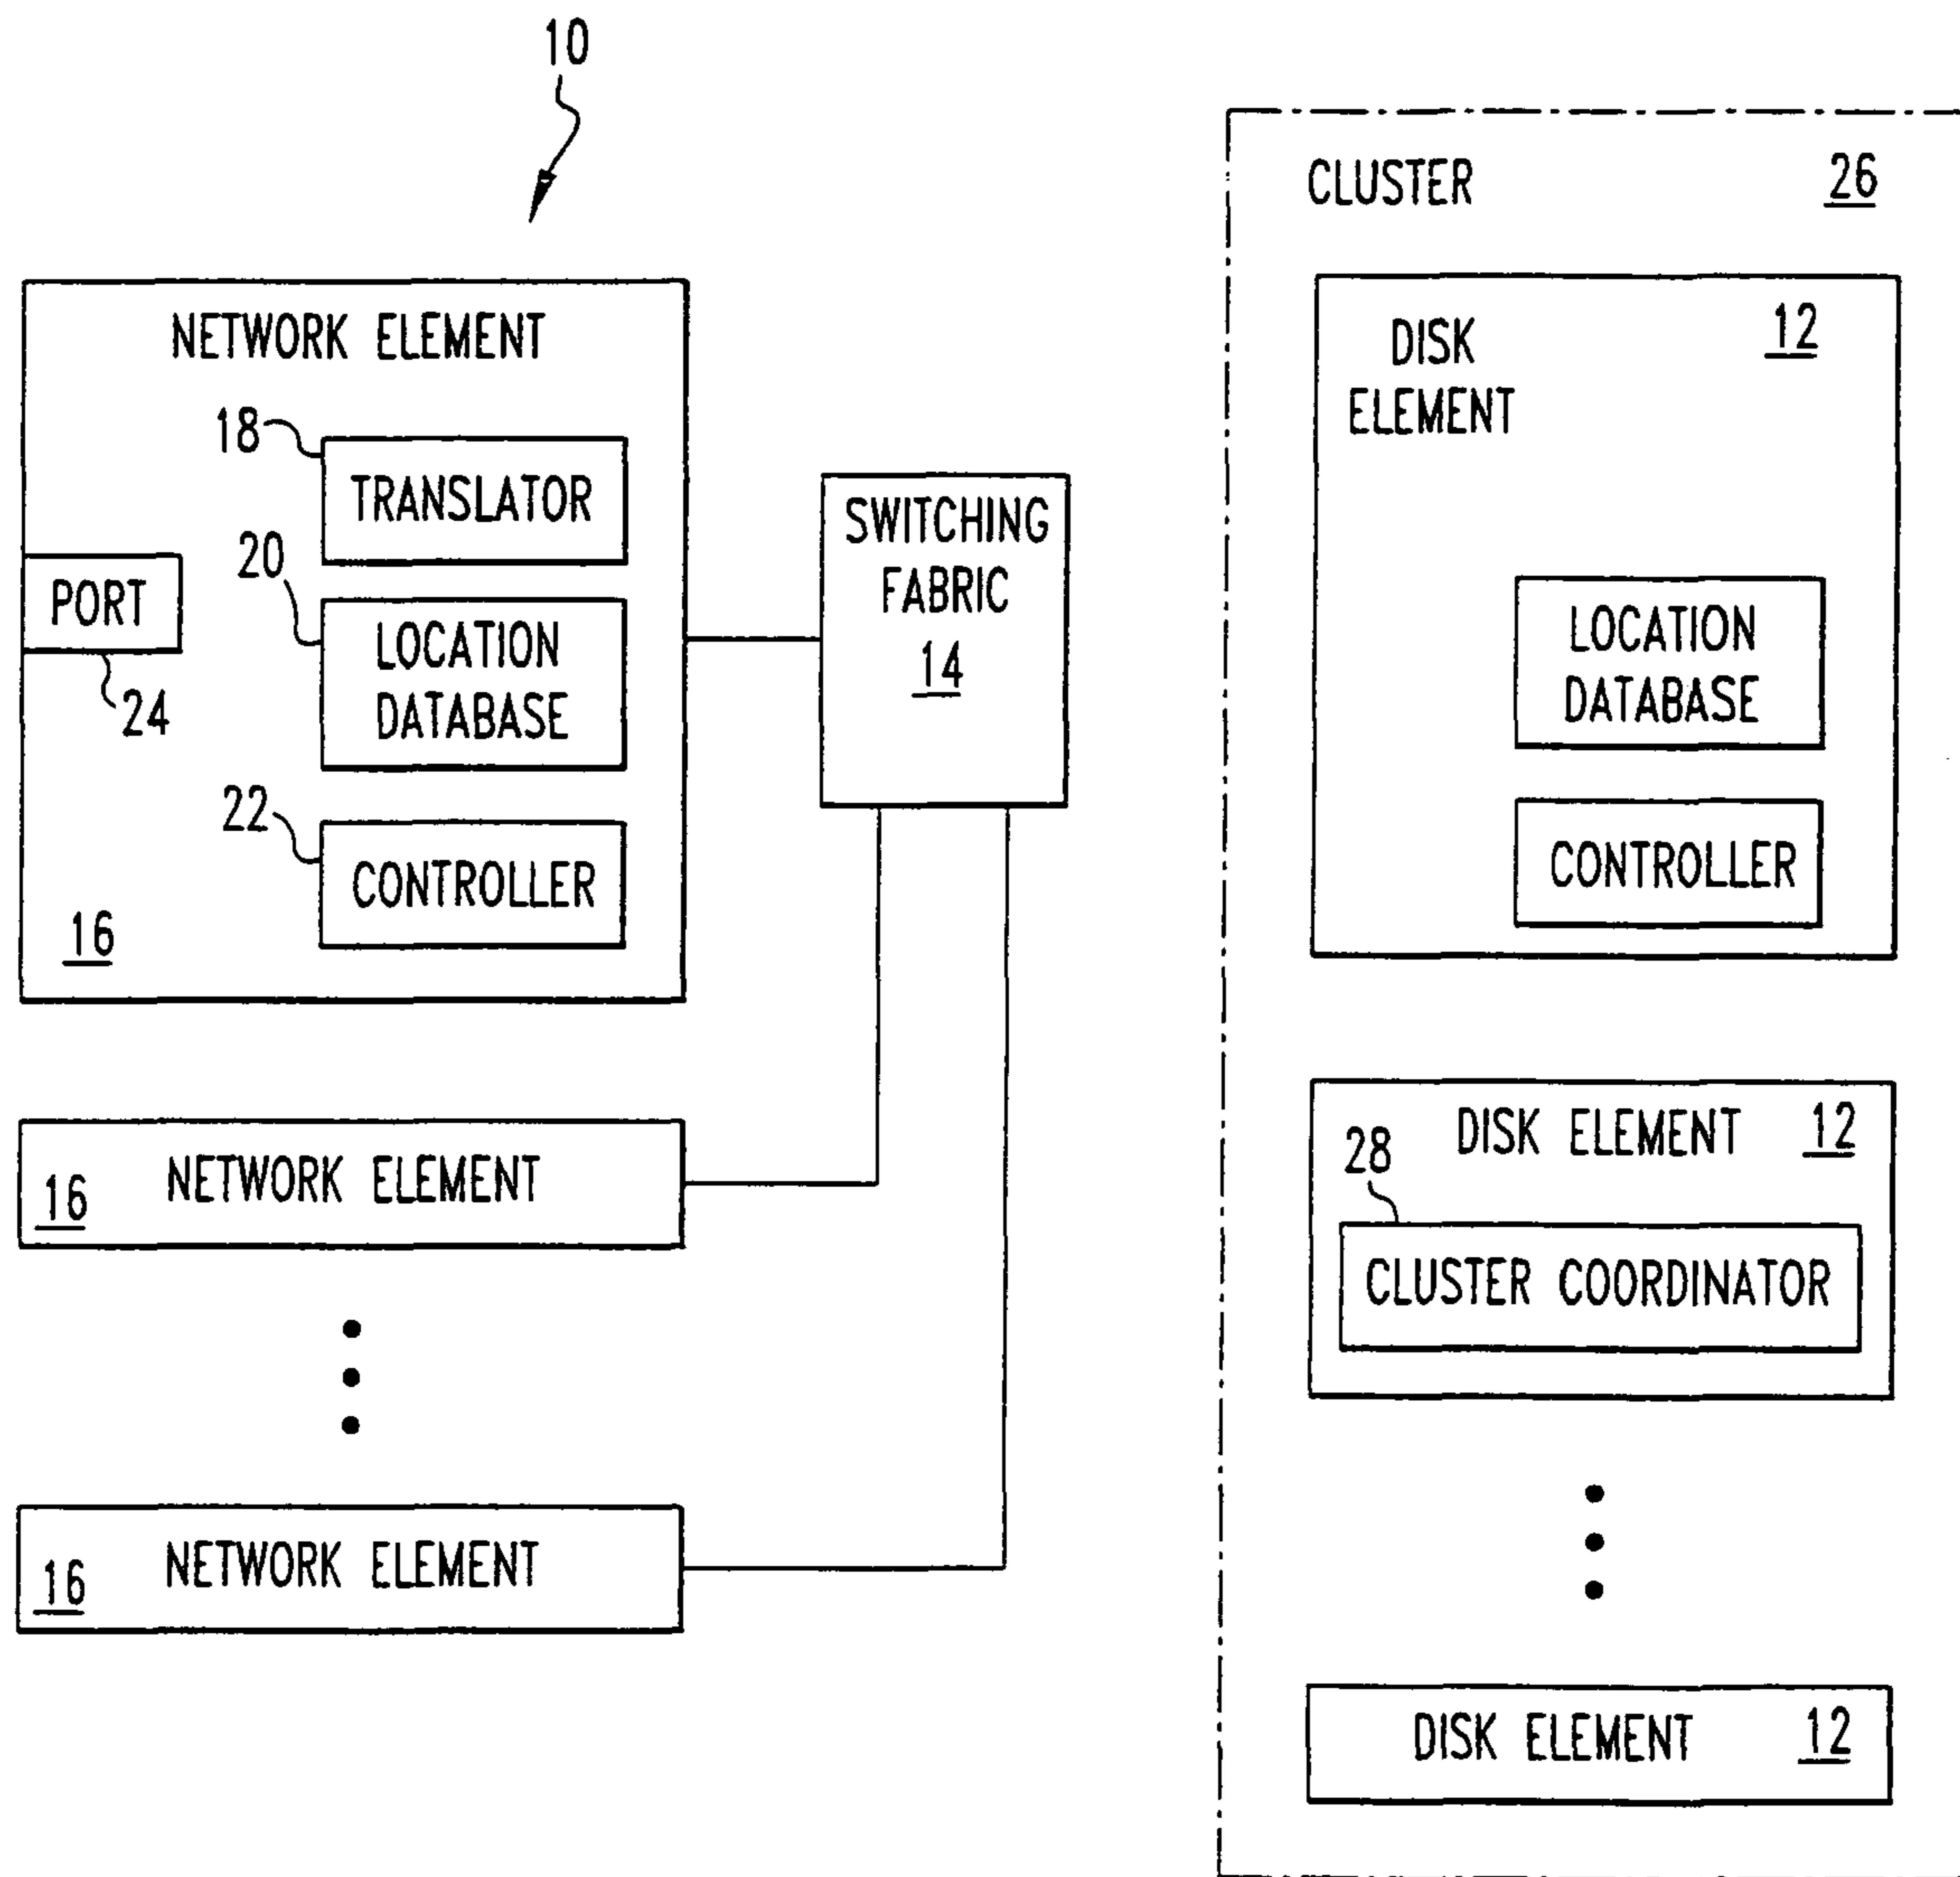 10
NETWORK ELEMENT
18
TRANSLATOR
20
LOCATION
DATABASE
PORT
24
22
CONTROLLER
16
SWITCHING
FABRIC
14
16
NETWORK ELEMENT
16
NETWORK ELEMENT
CLUSTER
26
DISK
ELEMENT
12
LOCATION
DATABASE
CONTROLLER
DISK ELEMENT
12
28
CLUSTER COORDINATOR
DISK ELEMENT
12